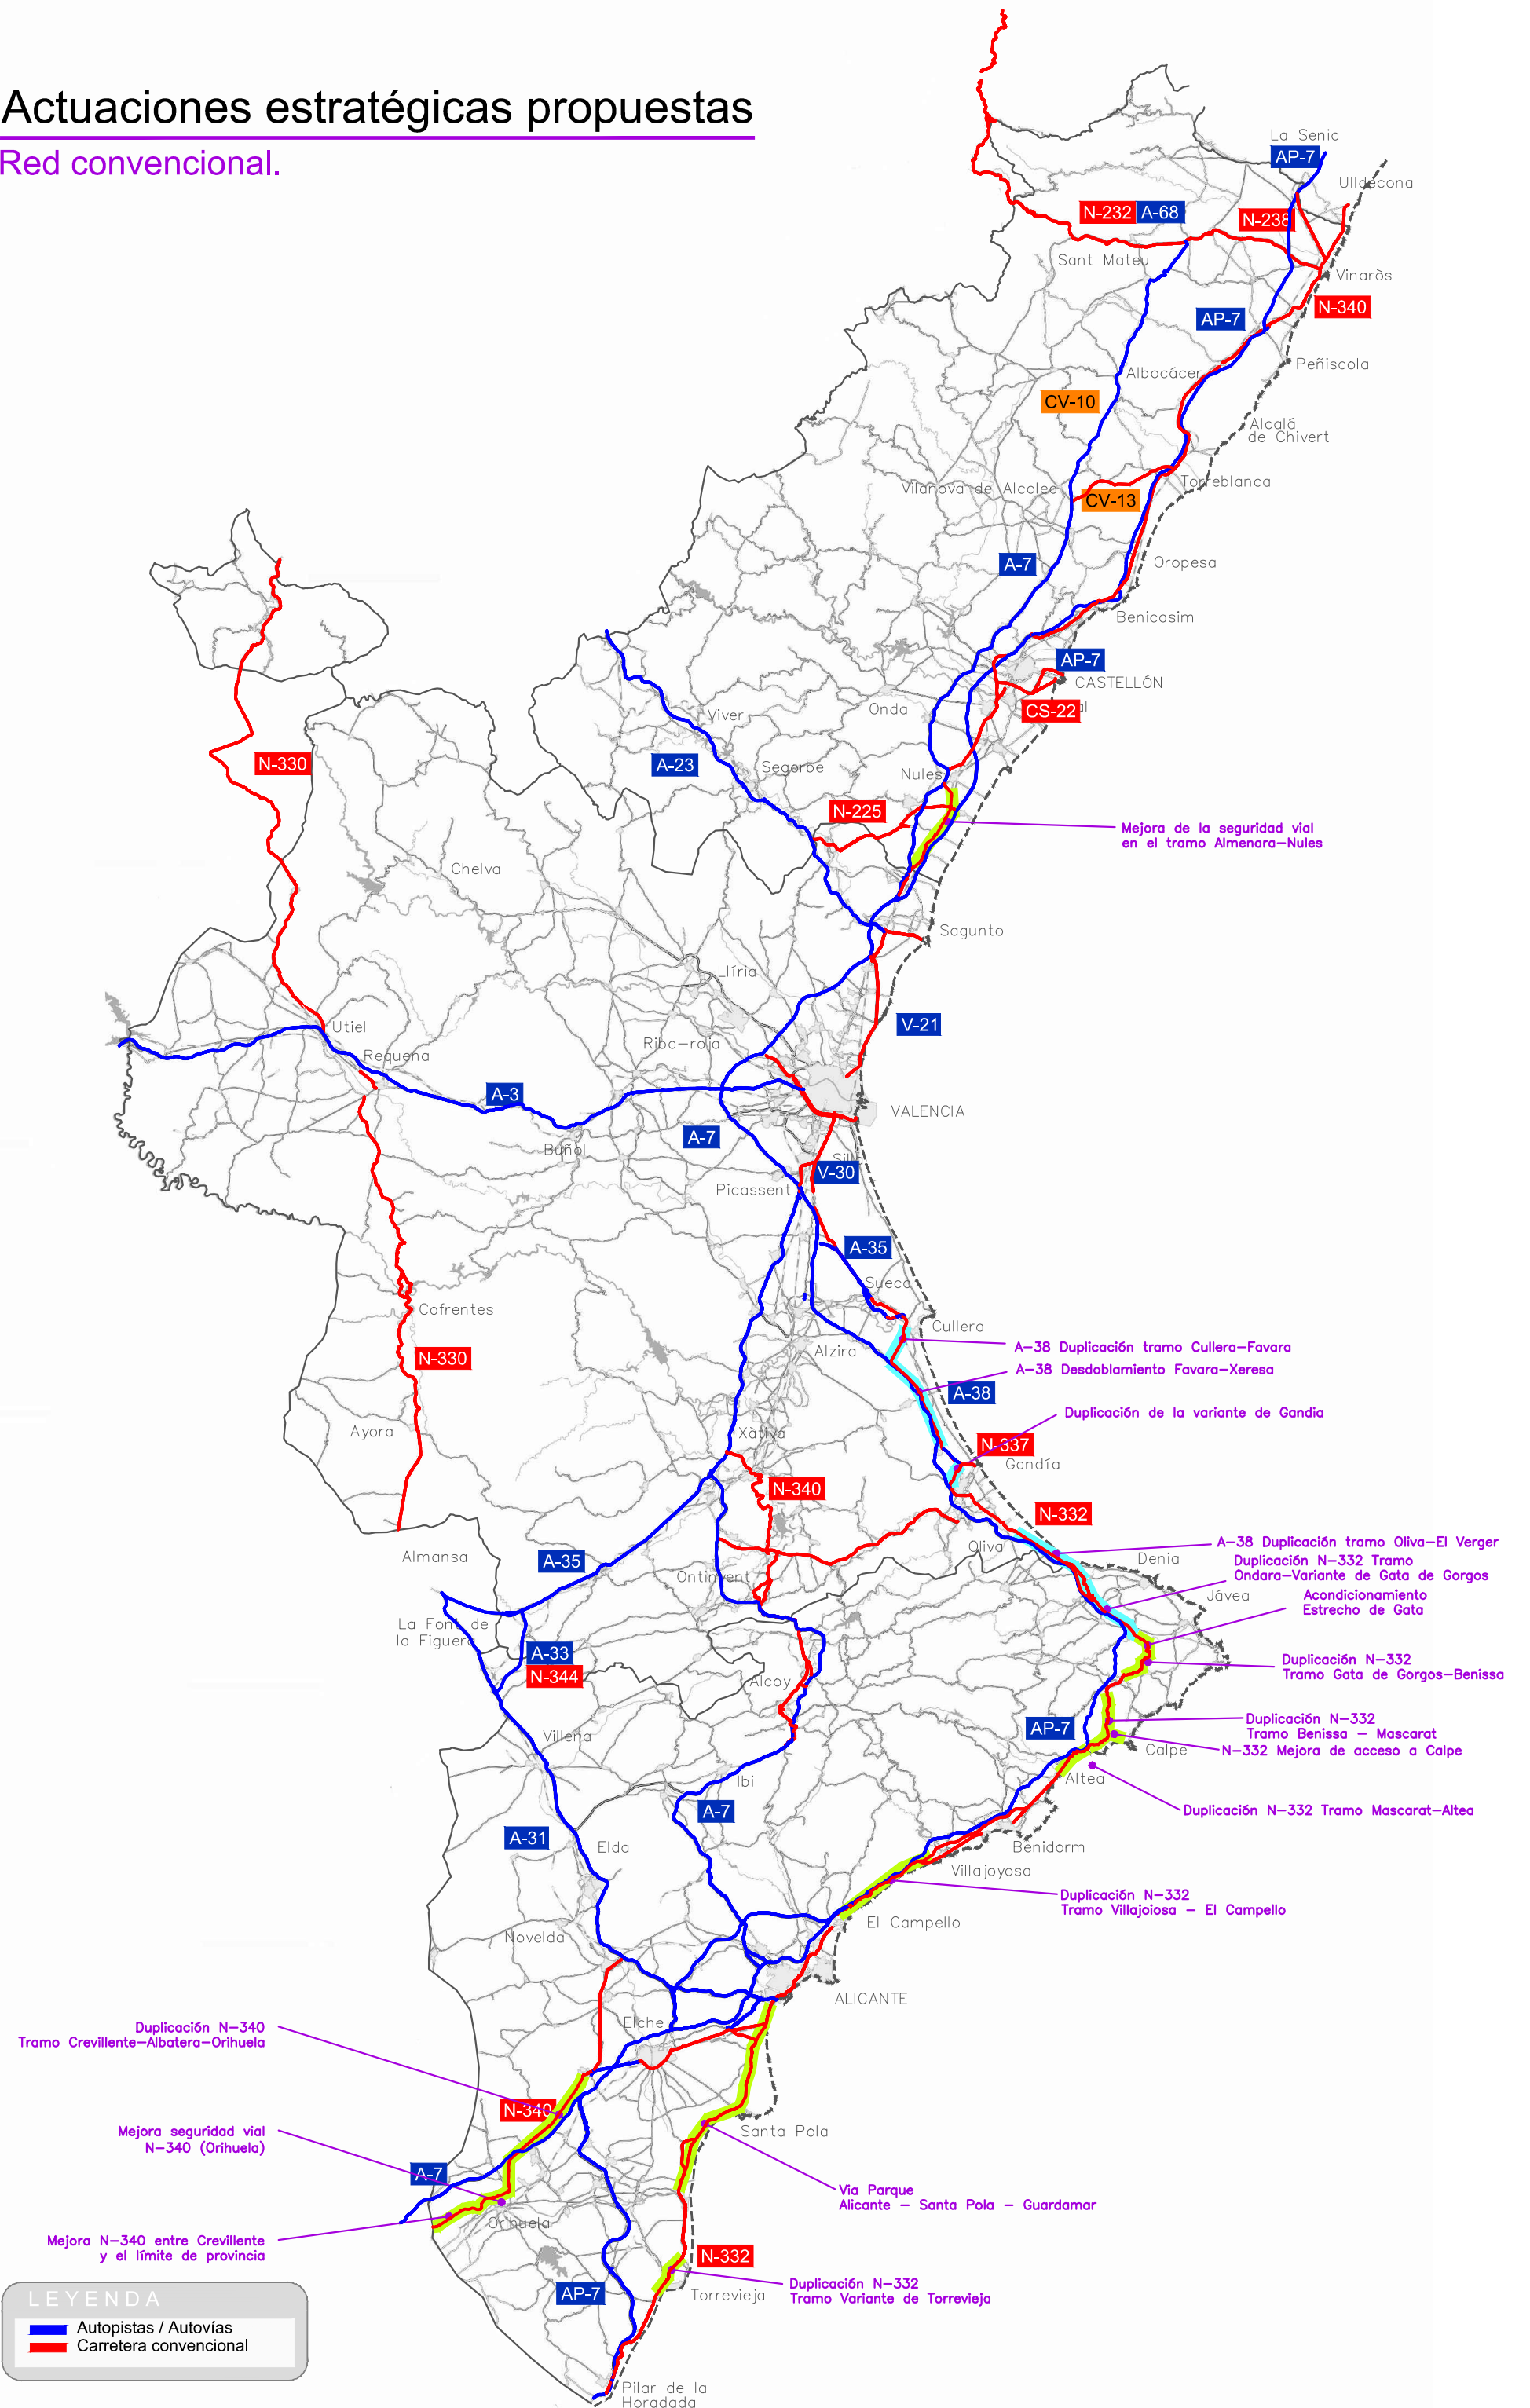 Actuaciones estratégicas propuestas
Red convencional.
La Senia
AP-7
Ulldecona
N-232
A-68
N-238
Sant Mateu
Vinaròs
N-340
AP-7
Peñiscola
Albocácer
CV-10
Alcalá
de Chivert
Vilanova de Alcolea
Torreblanca
CV-13
A-7
Oropesa
Benicasim
AP-7
CASTELLÓN
Onda
CS-22
Viver
N-330
A-23
Segorbe
Nules
N-225
Mejora de la seguridad vial
en el tramo Almenara-Nules
Chelva
Sagunto
Llíria
V-21
Utiel
Riba-roja
Requena
A-3
VALENCIA
A-7
Buñol
V-30
Picassent
A-35
Sueca
Cofrentes
Cullera
A-38 Duplicación tramo Cullera-Favara
Alzira
N-330
A-38 Desdoblamiento Favara-Xeresa
A-38
Duplicación de la variante de Gandia
Ayora
Xàtiva
N-337
Gandía
N-340
N-332
A-38 Duplicación tramo Oliva-El Verger
Almansa
A-35
Oliva
Denia
Duplicación N-332 Tramo
Ondara-Variante de Gata de Gorgos
Ontinyent
Jávea
Acondicionamiento
Estrecho de Gata
La Font de
la Figuera
A-33
N-344
Duplicación N-332
Tramo Gata de Gorgos-Benissa
Alcoy
Duplicación N-332
Tramo Benissa - Mascarat
AP-7
Villena
Calpe
N-332 Mejora de acceso a Calpe
Ibi
Altea
A-7
Duplicación N-332 Tramo Mascarat-Altea
A-31
Elda
Benidorm
Villajoyosa
Duplicación N-332
Tramo Villajoiosa - El Campello
El Campello
Novelda
ALICANTE
Elche
Duplicación N-340
Tramo Crevillente-Albatera-Orihuela
N-340
Santa Pola
Mejora seguridad vial
N-340 (Orihuela)
A-7
Via Parque
Alicante - Santa Pola - Guardamar
Orihuela
Mejora N-340 entre Crevillente
y el límite de provincia
N-332
Duplicación N-332
Tramo Variante de Torrevieja
AP-7
Torrevieja
LEYENDA
Autopistas / Autovías
Carretera convencional
Pilar de la
Horadada